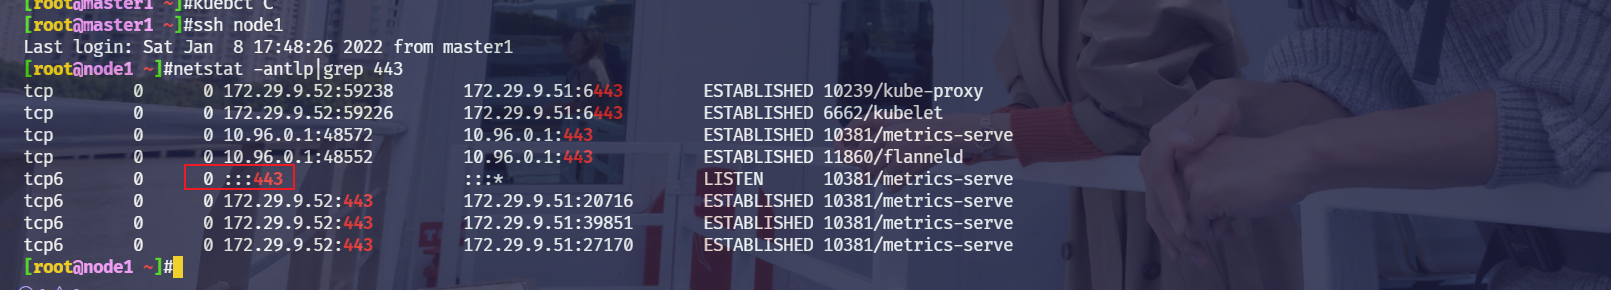 [root@master1 ~]#kuebct C
[root@master1 ~]#ssh node1
Last login: Sat Jan  8 17:48:26 2022 from master1
[root@node1 ~]#netstat -antlp|grep 443
tcp        0      0 172.29.9.52:59238       172.29.9.51:6443        ESTABLISHED 10239/kube-proxy
tcp        0      0 172.29.9.52:59226       172.29.9.51:6443        ESTABLISHED 6662/kubelet
tcp        0      0 10.96.0.1:48572         10.96.0.1:443           ESTABLISHED 10381/metrics-serve
tcp        0      0 10.96.0.1:48552         10.96.0.1:443           ESTABLISHED 11860/flanneld
tcp6       0      0 :::443                  :::*                    LISTEN      10381/metrics-serve
tcp6       0      0 172.29.9.52:443         172.29.9.51:20716       ESTABLISHED 10381/metrics-serve
tcp6       0      0 172.29.9.52:443         172.29.9.51:39851       ESTABLISHED 10381/metrics-serve
tcp6       0      0 172.29.9.52:443         172.29.9.51:27170       ESTABLISHED 10381/metrics-serve
[root@node1 ~]#